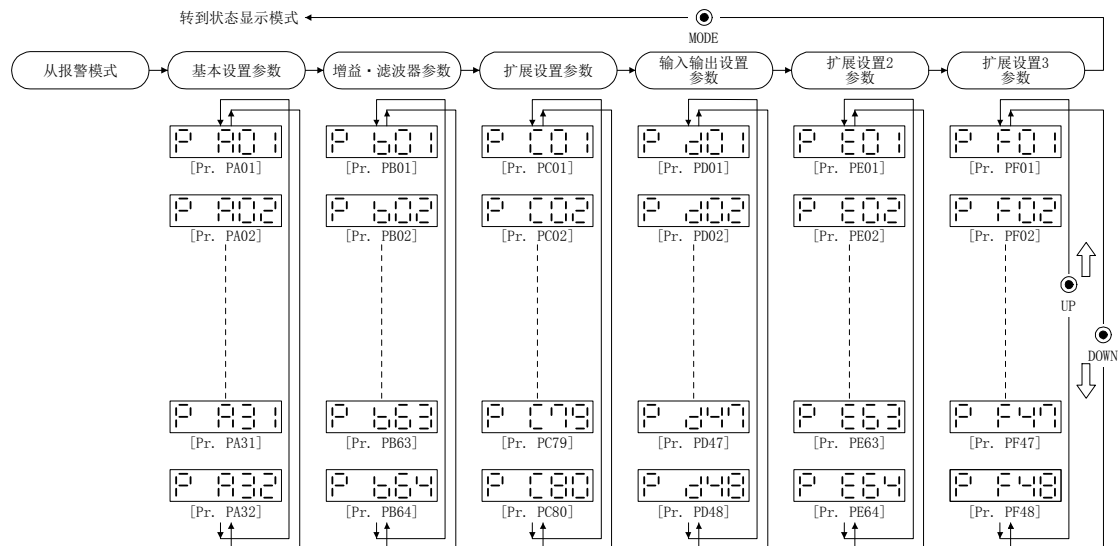 转到状态显示模式
MODE
从报警模式
基本设置参数
增益·滤波器参数
扩展设置参数
输入输出设置
参数
扩展设置2
参数
扩展设置3
参数
P A01
P b01
P C01
P d01
P E01
P F01
[Pr. PA01]
[Pr. PB01]
[Pr. PC01]
[Pr. PD01]
[Pr. PE01]
[Pr. PF01]
P A02
P b02
P C02
P d02
P E02
P F02
[Pr. PA02]
[Pr. PB02]
[Pr. PC02]
[Pr. PD02]
[Pr. PE02]
[Pr. PF02]
UP
DOWN
P A31
P b63
P C79
P d47
P E63
P F47
[Pr. PA31]
[Pr. PB63]
[Pr. PC79]
[Pr. PD47]
[Pr. PE63]
[Pr. PF47]
P A32
P b64
P C80
P d48
P E64
P F48
[Pr. PA32]
[Pr. PB64]
[Pr. PC80]
[Pr. PD48]
[Pr. PE64]
[Pr. PF48]